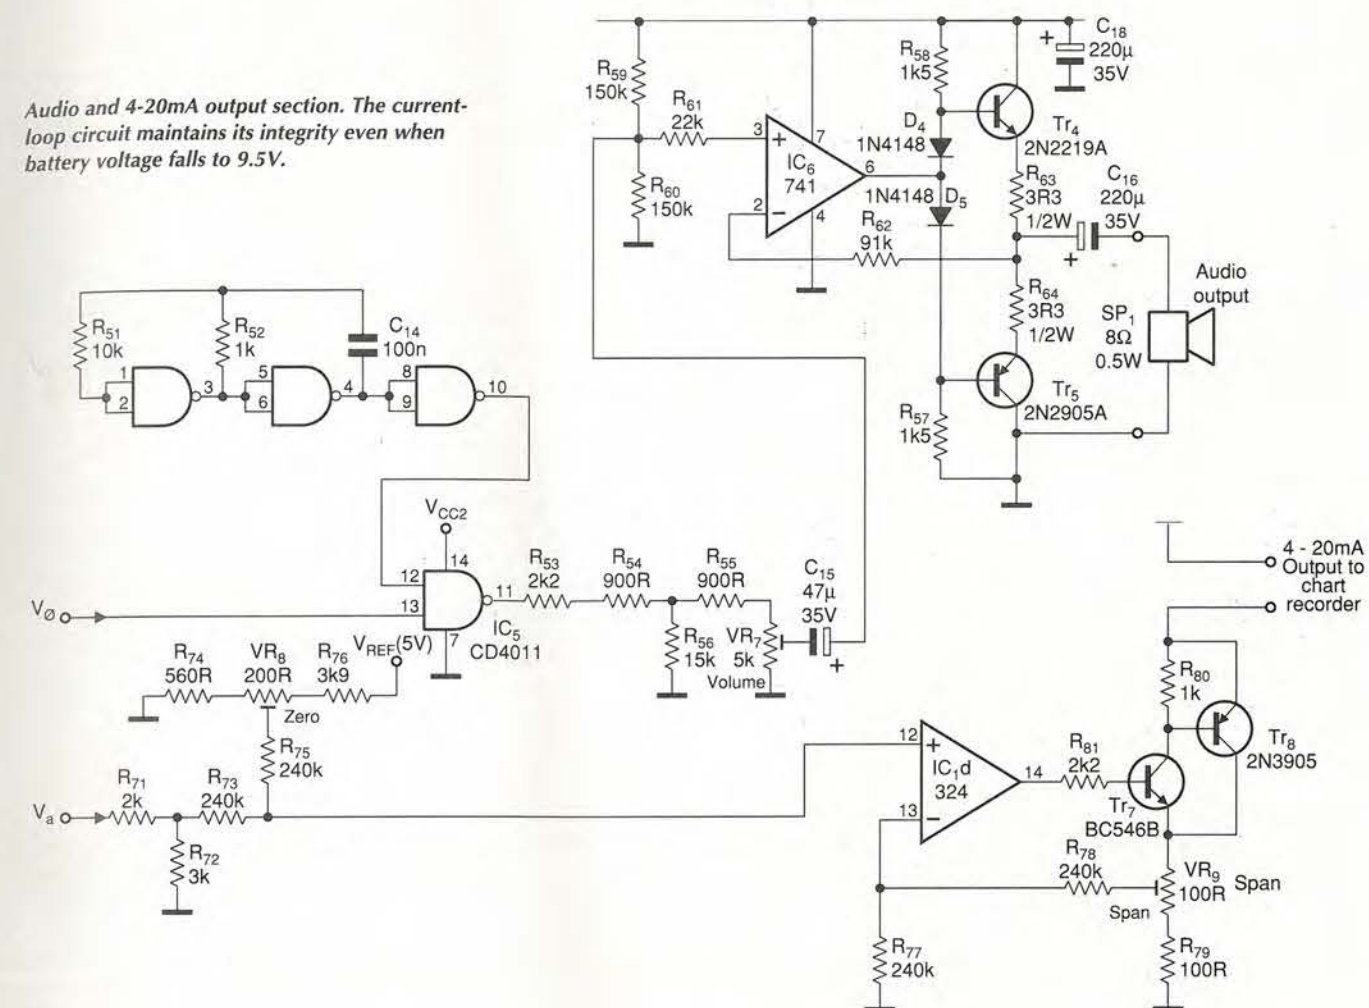 Audio and 4-20mA output section. The current-
loop circuit maintains its integrity even when
battery voltage falls to 9.5V.
R59
150k
R61
22k
R60
150k
3
+
2
−
IC6
741
7
4
6
R58
1k5
D4
1N4148
1N4148
D5
R62
91k
R57
1k5
Tr4
2N2219A
R63
3R3
1/2W
R64
3R3
1/2W
Tr5
2N2905A
+
C18
220µ
35V
C16
220µ
35V
+
SP1
8Ω
0.5W
Audio
output
R51
10k
1
2
3
R52
1k
5
6
4
C14
100n
8
9
10
VCC2
14
12
13
11
7
IC5
CD4011
VØ
R53
2k2
R54
900R
R55
900R
R56
15k
VR7
5k
Volume
C15
47µ
35V
+
R74
560R
VR8
200R
R76
3k9
VREF(5V)
Zero
R75
240k
Va
R71
2k
R73
240k
R72
3k
12
+
13
−
IC1d
324
14
R81
2k2
R80
1k
Tr7
BC546B
Tr8
2N3905
4 - 20mA
Output to
chart
recorder
R78
240k
VR9
100R
Span
Span
R77
240k
R79
100R